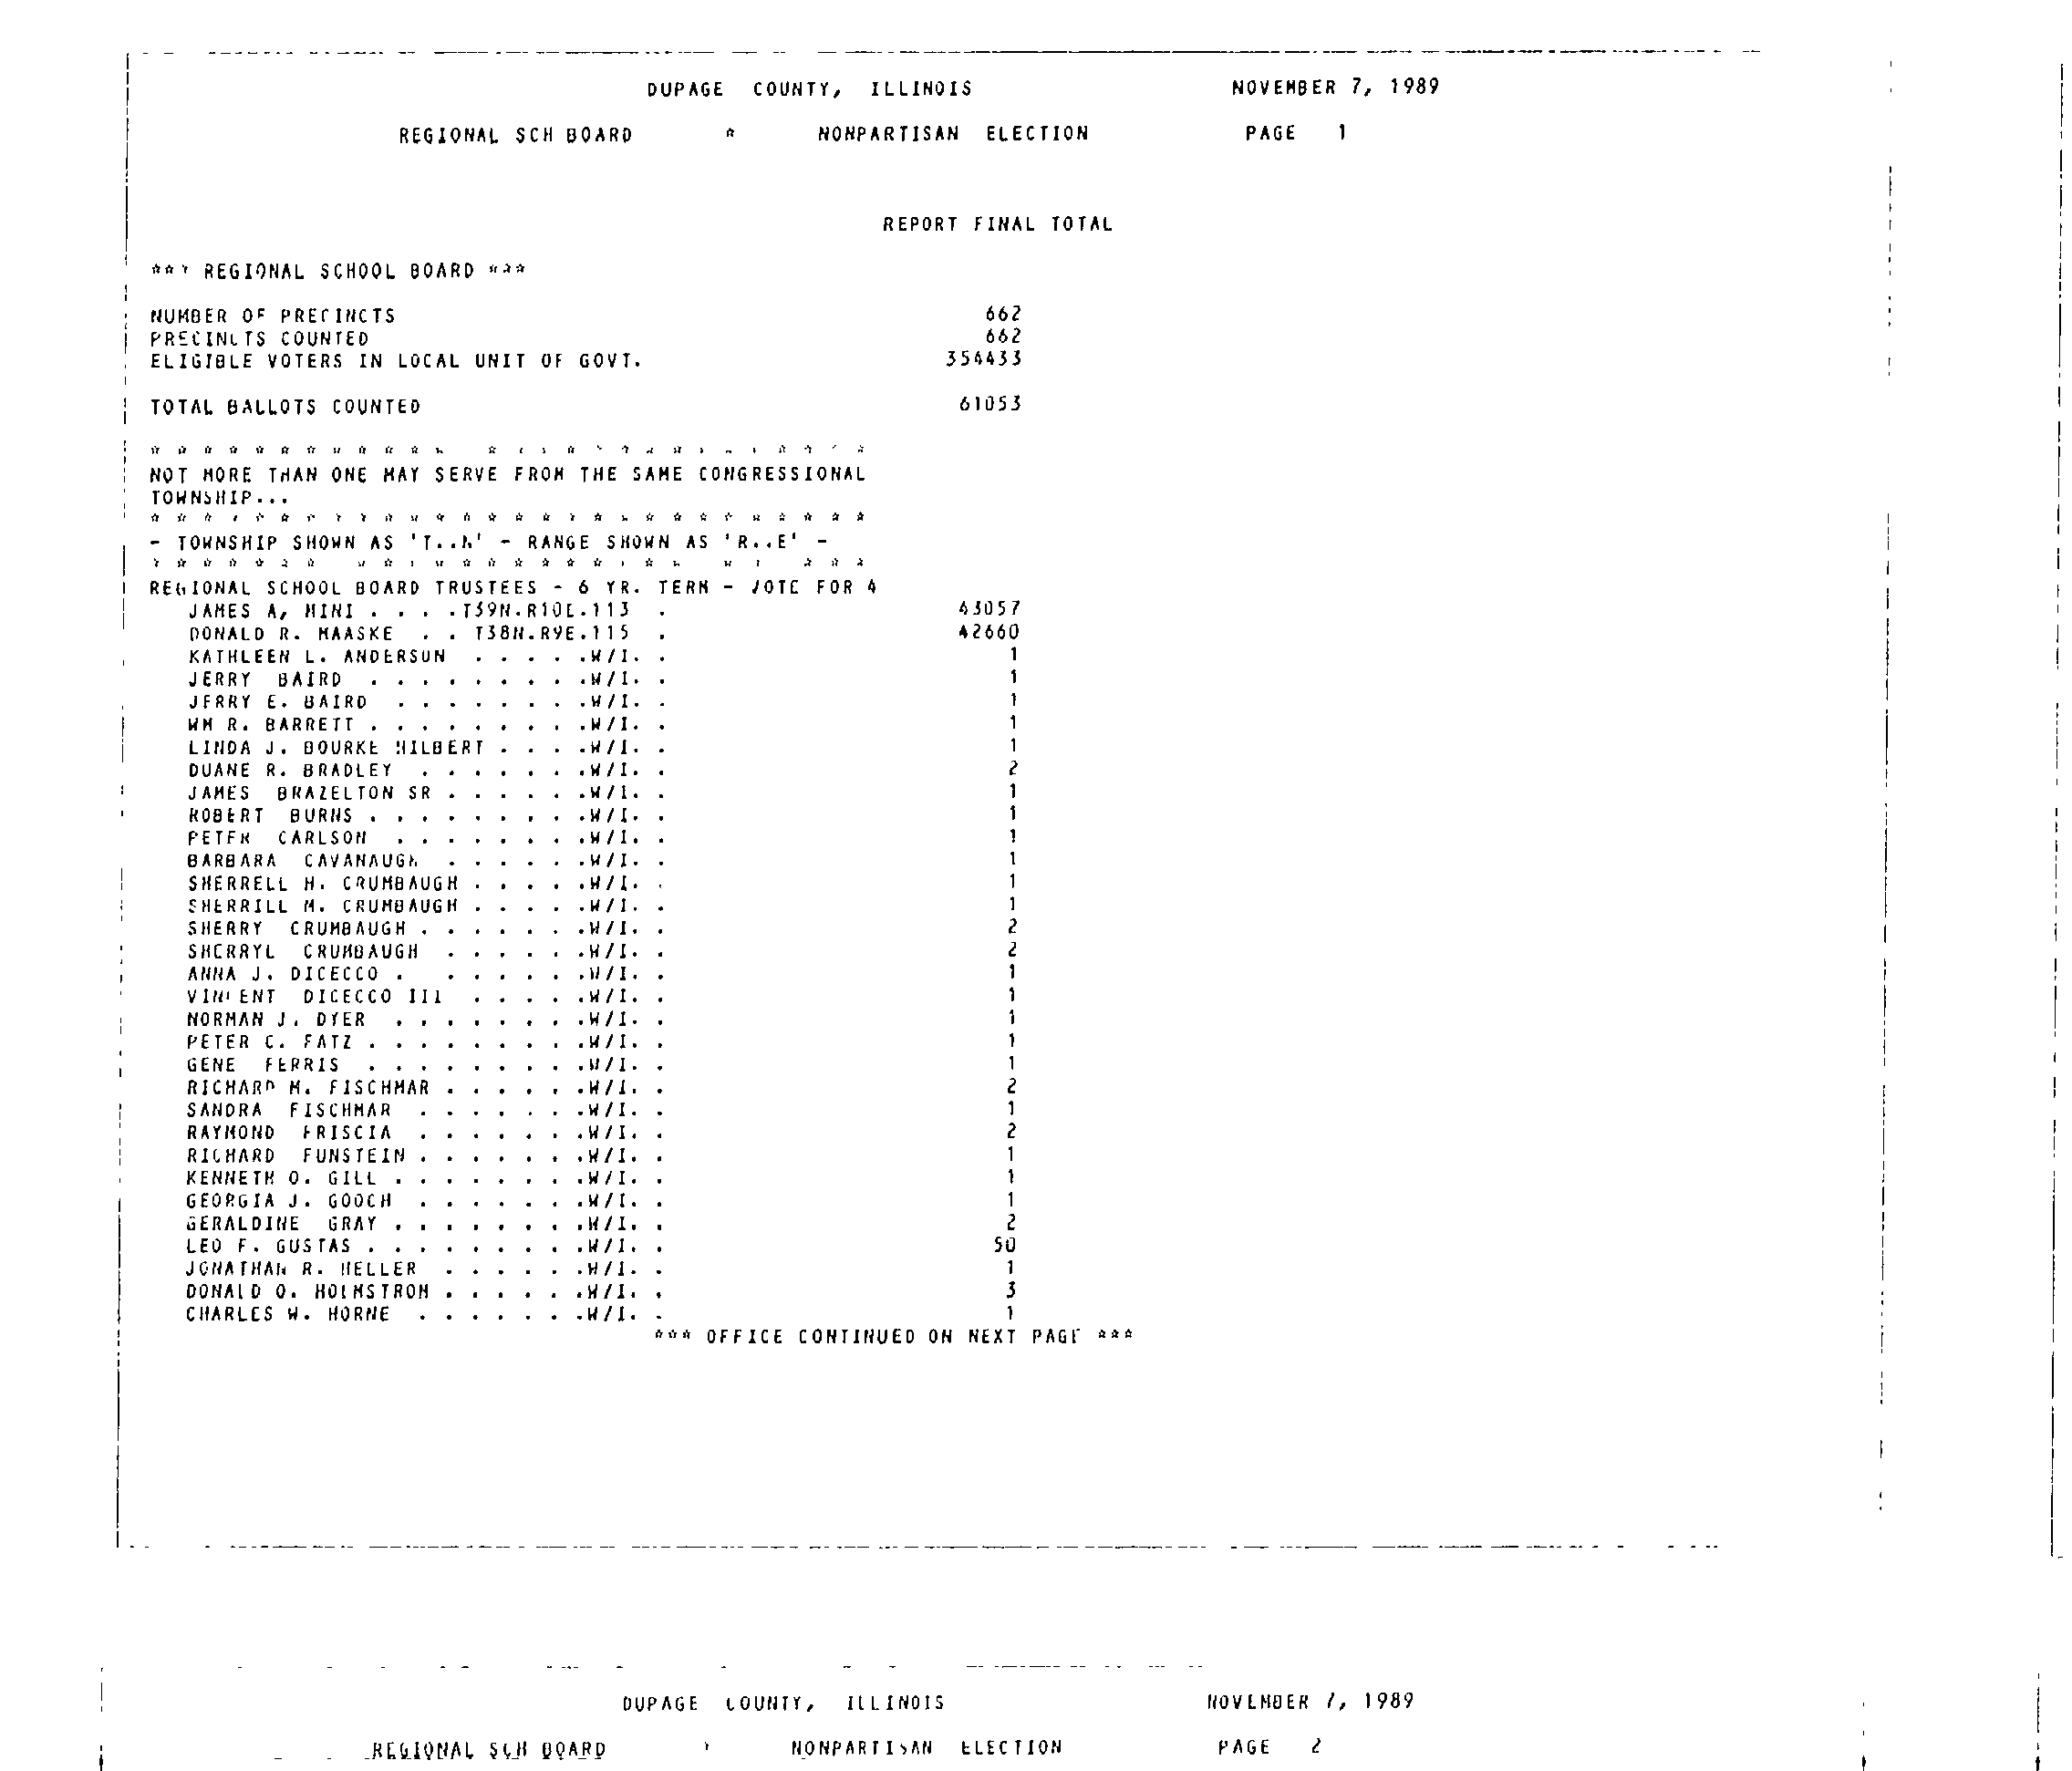 DUPAGE COUNTY, ILLINOIS NOVEMBER 7, 1989
REGIONAL SCH BOARD * NONPARTISAN ELECTION PAGE 1
REPORT FINAL TOTAL
*** REGIONAL SCHOOL BOARD ***
NUMBER OF PRECINCTS 662
PRECINCTS COUNTED 662
ELIGIBLE VOTERS IN LOCAL UNIT OF GOVT. 354433
TOTAL BALLOTS COUNTED 61053
NOT MORE THAN ONE MAY SERVE FROM THE SAME CONGRESSIONAL
TOWNSHIP...
- TOWNSHIP SHOWN AS 'T..N' - RANGE SHOWN AS 'R..E' -
REGIONAL SCHOOL BOARD TRUSTEES - 6 YR. TERM - VOTE FOR 4
JAMES A, MINI . . . .T39N.R10E.113 . 43057
DONALD R. MAASKE . . T38N.R9E.115 . 42660
KATHLEEN L. ANDERSON . . . . .W/I. . 1
JERRY BAIRD . . . . . . . . .W/I. . 1
JERRY E. BAIRD . . . . . . . .W/I. . 1
WM R. BARRETT . . . . . . . . .W/I. . 1
LINDA J. BOURKE HILBERT . . . .W/I. . 1
DUANE R. BRADLEY . . . . . . .W/I. . 2
JAMES BRAZELTON SR . . . . . .W/I. . 1
ROBERT BURNS . . . . . . . . .W/I. . 1
PETER CARLSON . . . . . . . .W/I. . 1
BARBARA CAVANAUGH . . . . . .W/I. . 1
SHERRELL H. CRUMBAUGH . . . . .W/I. . 1
SHERRILL M. CRUMBAUGH . . . . .W/I. . 1
SHERRY CRUMBAUGH . . . . . . .W/I. . 2
SHERRYL CRUMBAUGH . . . . . .W/I. . 2
ANNA J. DICECCO . . . . . . .W/I. . 1
VINCENT DICECCO III . . . . .W/I. . 1
NORMAN J. DYER . . . . . . . .W/I. . 1
PETER C. FATZ . . . . . . . . .W/I. . 1
GENE FERRIS . . . . . . . . .W/I. . 1
RICHARD M. FISCHMAR . . . . . .W/I. . 2
SANDRA FISCHMAR . . . . . . .W/I. . 1
RAYMOND FRISCIA . . . . . . .W/I. . 2
RICHARD FUNSTEIN . . . . . . .W/I. . 1
KENNETH O. GILL . . . . . . . .W/I. . 1
GEORGIA J. GOOCH . . . . . . .W/I. . 1
GERALDINE GRAY . . . . . . . .W/I. . 2
LEO F. GUSTAS . . . . . . . . .W/I. . 50
JONATHAN R. HELLER . . . . . .W/I. . 1
DONALD O. HOLMSTROM . . . . . .W/I. . 3
CHARLES W. HORNE . . . . . . .W/I. . 1
*** OFFICE CONTINUED ON NEXT PAGE ***
DUPAGE COUNTY, ILLINOIS NOVEMBER 7, 1989
REGIONAL SCH BOARD NONPARTISAN ELECTION PAGE 2